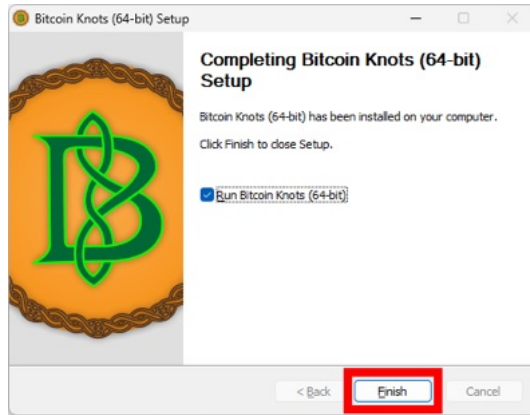 Bitcoin Knots (64-bit) Setup
Completing Bitcoin Knots (64-bit)
Setup
Bitcoin Knots (64-bit) has been installed on your computer.
Click Finish to close Setup.
Run Bitcoin Knots (64-bit)
< Back
Finish
Cancel